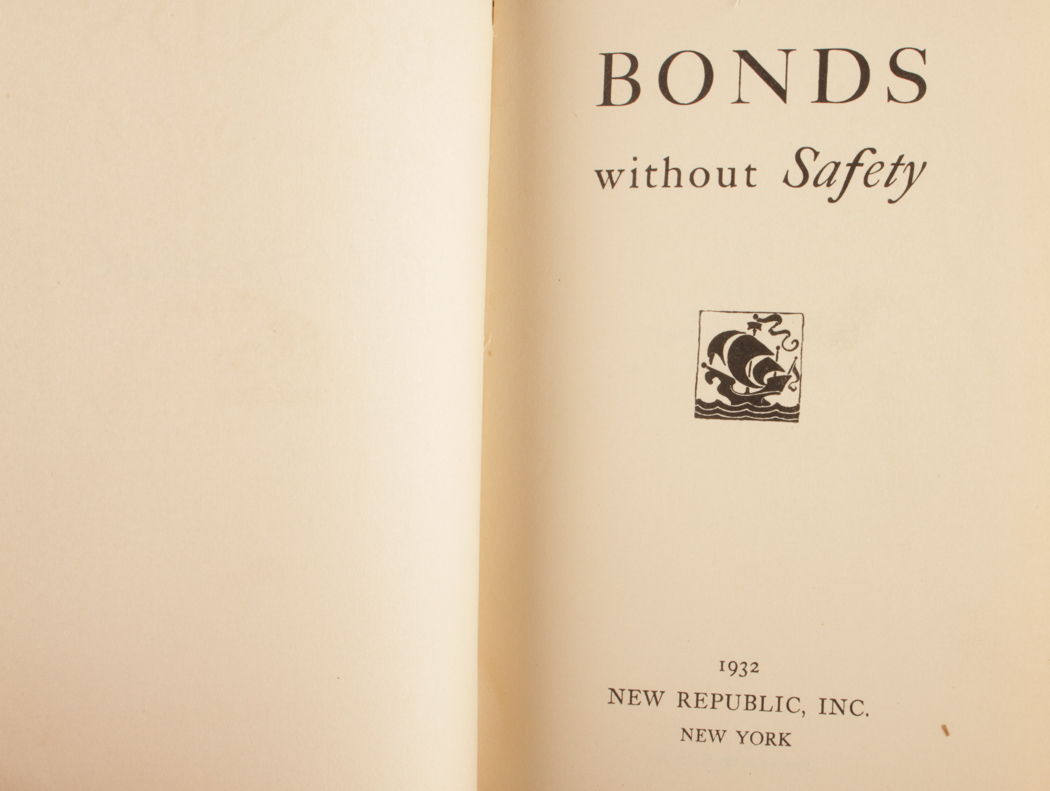 BONDS
without Safety
1932
NEW REPUBLIC, INC.
NEW YORK